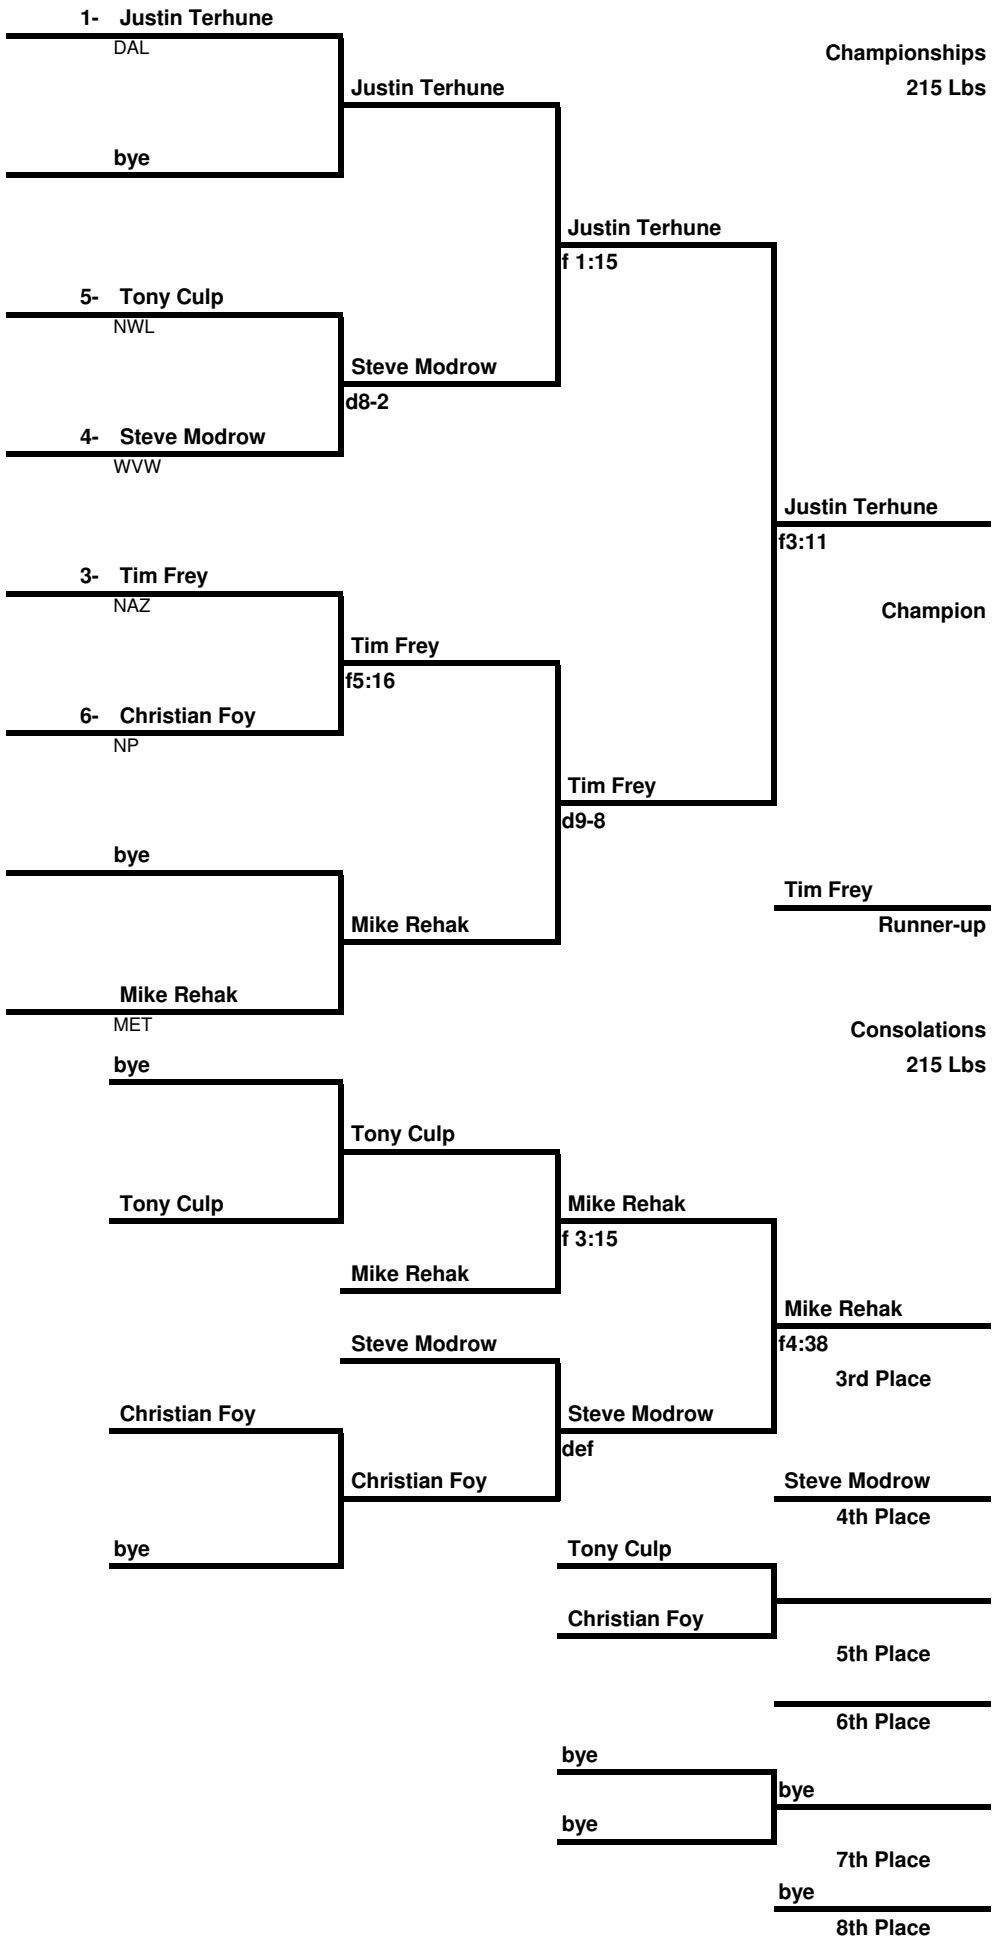 1- Justin Terhune
DAL
Championships
Justin Terhune
215 Lbs
bye
Justin Terhune
f 1:15
5- Tony Culp
NWL
Steve Modrow
d8-2
4- Steve Modrow
WVW
Justin Terhune
f3:11
3- Tim Frey
NAZ
Champion
Tim Frey
f5:16
6- Christian Foy
NP
Tim Frey
d9-8
bye
Tim Frey
Mike Rehak
Runner-up
Mike Rehak
MET
Consolations
bye
215 Lbs
Tony Culp
Tony Culp
Mike Rehak
f 3:15
Mike Rehak
Mike Rehak
Steve Modrow
f4:38
3rd Place
Christian Foy
Steve Modrow
def
Christian Foy
Steve Modrow
4th Place
bye
Tony Culp
Christian Foy
5th Place
6th Place
bye
bye
bye
7th Place
bye
8th Place